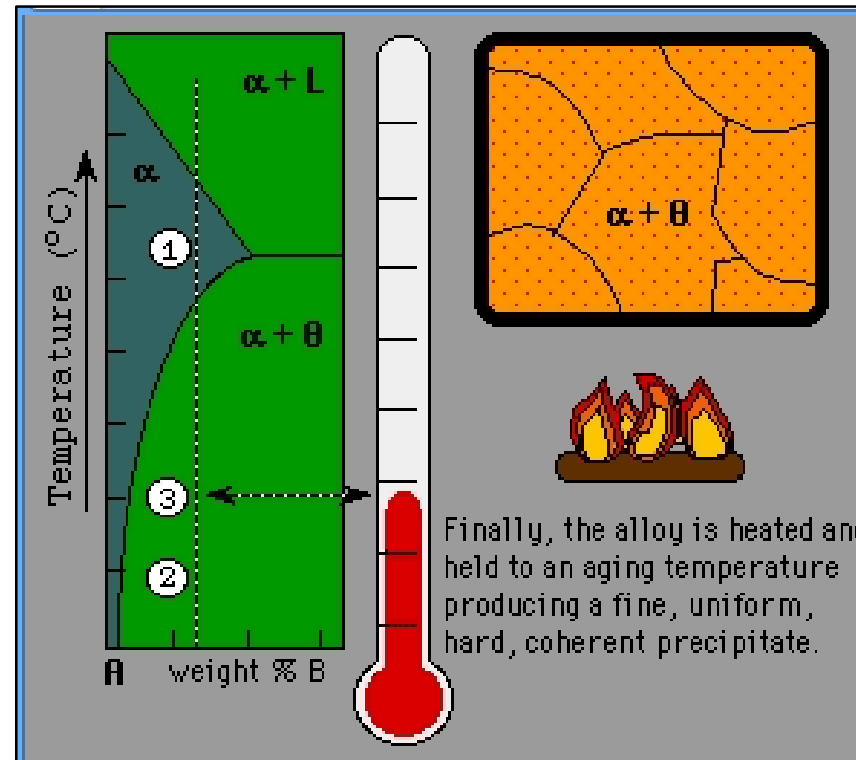 α + L
α
1
α + θ
3
2
Temperature (°C)
A weight % B
α + θ
Finally, the alloy is heated and
held to an aging temperature
producing a fine, uniform,
hard, coherent precipitate.